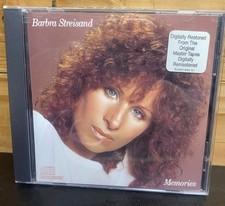 Barbra Streisand
Digitally Restored
From The
Original
Master Tapes
Digitally
Remastered
Memories